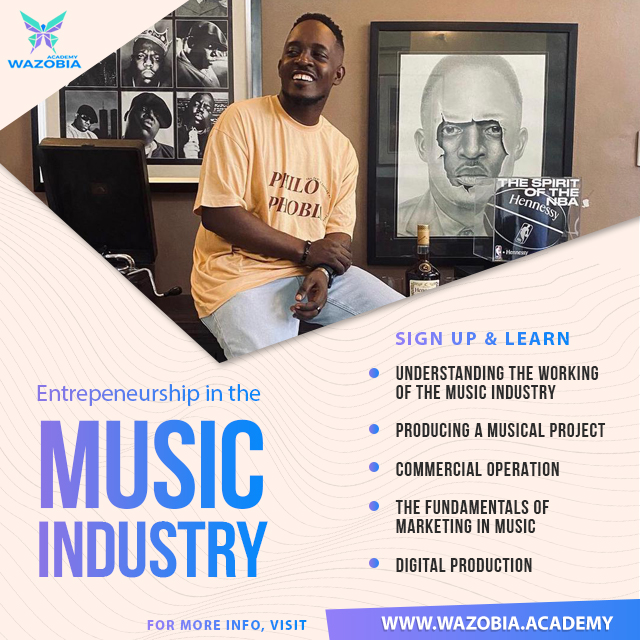 ACADEMY
WAZOBIA
PHILO
PHOBIA
THE SPIRIT
OF THE
NBA
Hennessy
Hennessy
SIGN UP & LEARN
UNDERSTANDING THE WORKING
OF THE MUSIC INDUSTRY
PRODUCING A MUSICAL PROJECT
COMMERCIAL OPERATION
THE FUNDAMENTALS OF
MARKETING IN MUSIC
DIGITAL PRODUCTION
Entrepeneurship in the
MUSIC
INDUSTRY
FOR MORE INFO, VISIT
WWW.WAZOBIA.ACADEMY